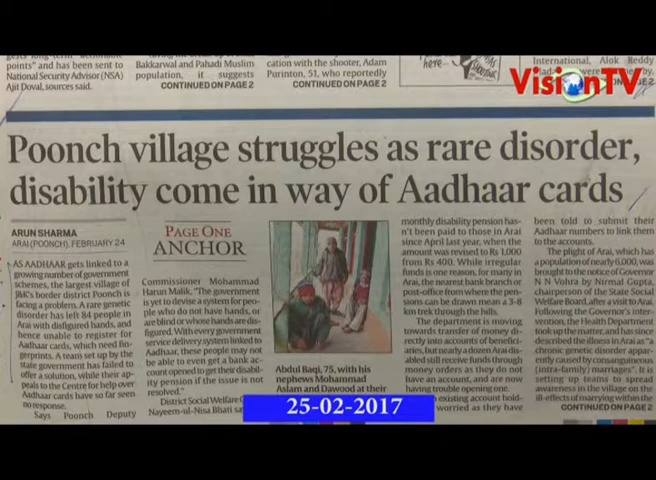 points" and has been sent to
National Security Advisor (NSA)
Ajit Doval, sources said.
Bakkarwal and Pahadi Muslim
population, it suggests
CONTINUED ON PAGE 2
cation with the shooter, Adam
Purinton, 51, who reportedly
CONTINUED ON PAGE 2
here
International, Alok Reddy
VisionTV
Poonch village struggles as rare disorder,
disability come in way of Aadhaar cards
ARUN SHARMA
ARAI (POONCH), FEBRUARY 24
AS AADHAAR gets linked to a
growing number of government
schemes, the largest village of
J&K's border district Poonch is
facing a problem. A rare genetic
disorder has left 84 people in
Arai with disfigured hands, and
hence unable to register for
Aadhaar cards, which need fin-
gerprints. A team set up by the
state government has failed to
offer a solution, while their ap-
peals to the Centre for help over
Aadhaar cards have so far seen
no response.
Says Poonch Deputy
PAGE ONE
ANCHOR
Commissioner Mohammad
Harun Malik, "The government
is yet to devise a system for peo-
ple who do not have hands, or
are blind or whose hands are dis-
figured. With every government
service delivery system linked to
Aadhaar, these people may not
be able to even get a bank ac-
count opened to get their disabil-
ity pension if the issue is not
resolved."
District Social Welfare
Nayeem-ul-Nisa Bhati sa
Abdul Baqi, 75, with his
nephews Mohammad
Aslam and Dawood at their
monthly disability pension has-
n't been paid to those in Arai
since April last year, when the
amount was revised to Rs 1,000
from Rs 400. While irregular
funds is one reason, for many in
Arai, the nearest bank branch or
post-office from where the pen-
sions can be drawn mean a 3-8
km trek through the hills.
The department is moving
towards transfer of money di-
rectly into accounts of benefici-
aries, but nearly a dozen Arai dis-
abled still receive funds through
money orders as they do not
have an account, and are now
having trouble opening one.
existing account hold-
worried as they have
been told to submit their
Aadhaar numbers to link them
to the accounts.
The plight of Arai, which has
a population of nearly 6,000, was
brought to the notice of Governor
N N Vohra by Nirmal Gupta,
chairperson of the State Social
Welfare Board, after a visit to Arai.
Following the Governor's inter-
vention, the Health Department
took up the matter, and has since
described the illness in Arai as "a
chronic genetic disorder appar-
ently caused by consanguineous
(intra-family) marriages". It is
setting up teams to spread
awareness in the village on the
ill-effects of marrying within the
CONTINUED ON PAGE 2
25-02-2017